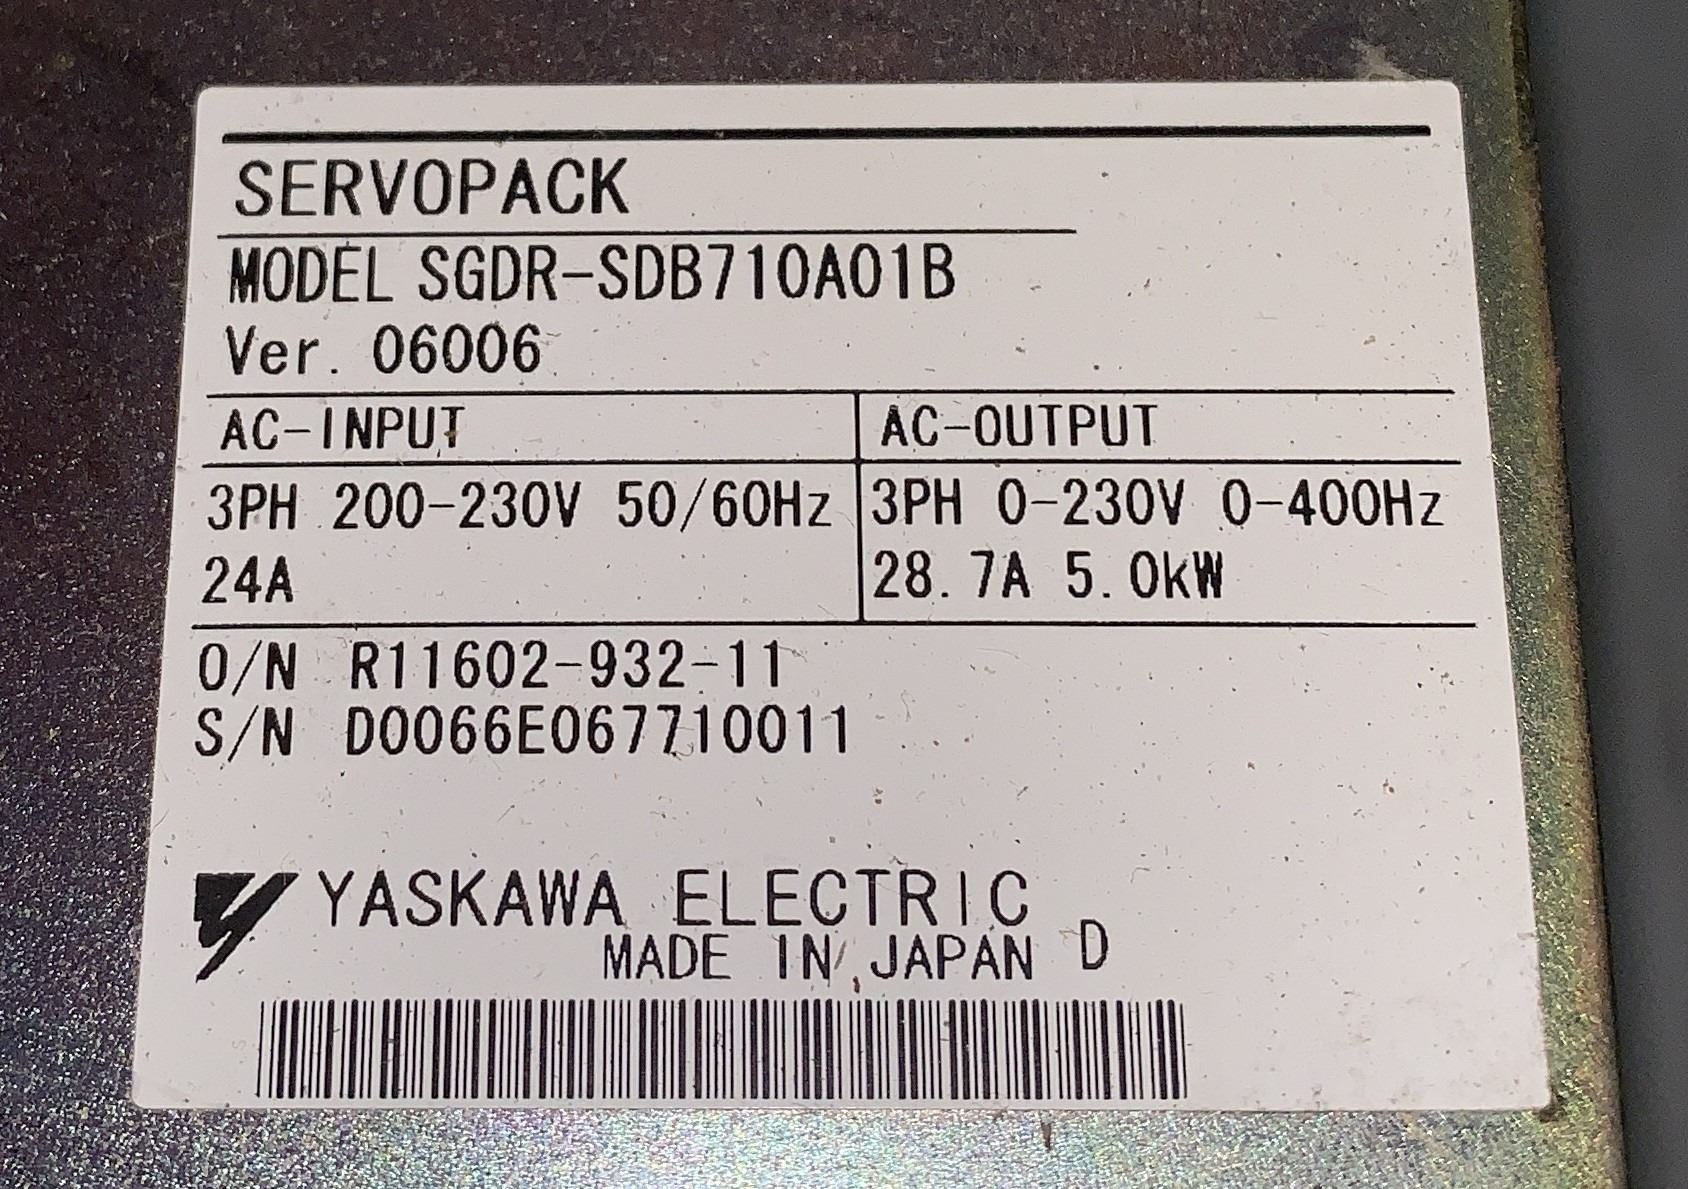 SERVOPACK
MODEL SGDR-SDB710A01B
Ver. 06006
AC-INPUT
3PH 200-230V 50/60Hz
24A
AC-OUTPUT
3PH 0-230V 0-400Hz
28.7A 5.0kW
O/N R11602-932-11
S/N D0066E067710011
YASKAWA ELECTRIC
MADE IN JAPAN D